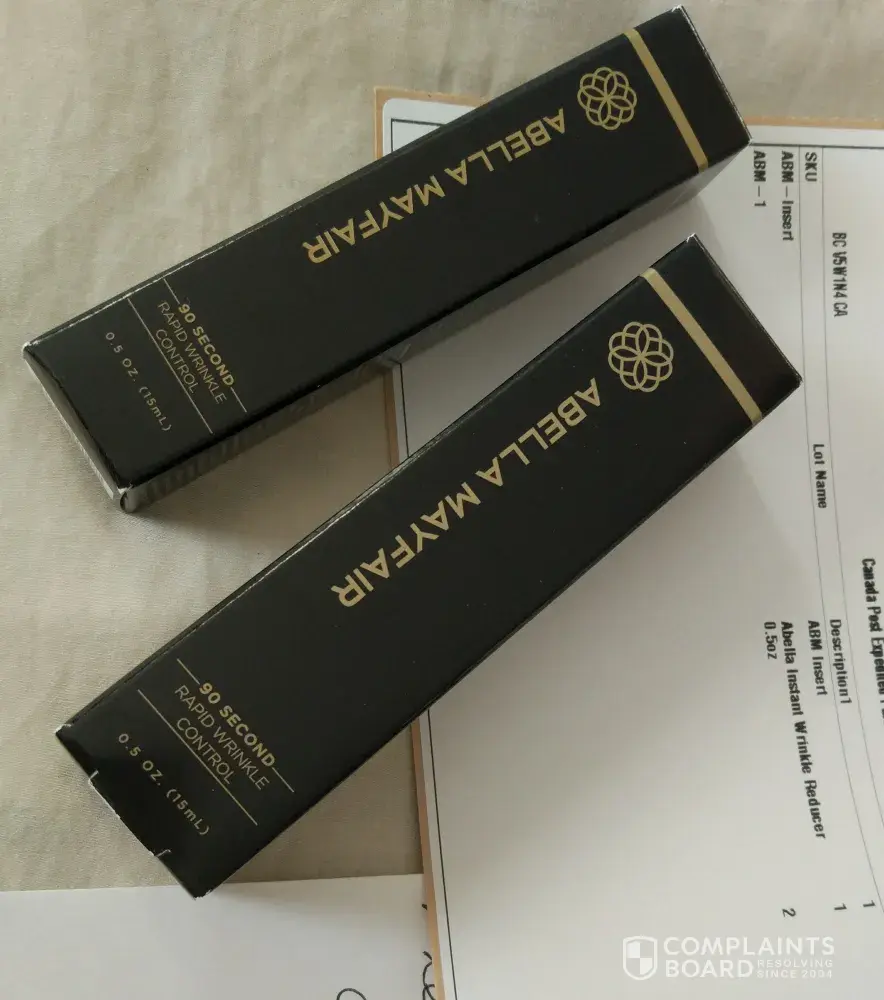 ABELLA MAYFAIR
90 SECOND
RAPID WRINKLE
CONTROL
0.5 OZ. (15mL)
ABELLA MAYFAIR
90 SECOND
RAPID WRINKLE
CONTROL
0.5 OZ. (15mL)
Canada Post 1
BC V5W1N4 CA
SKU Lot Name Description1
ABM-Insert ABM Insert 1
ABM-1 Abella Instant Wrinkle Reducer 2
0.5oz
COMPLAINTS
BOARD RESOLVING
SINCE 2004